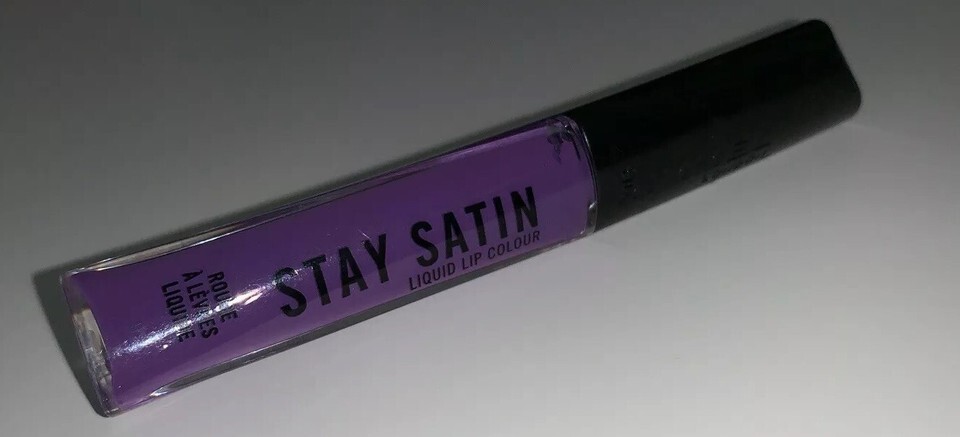 STAY SATIN
LIQUID LIP COLOUR
ROUGE
À LÈVRES
LIQUIDE